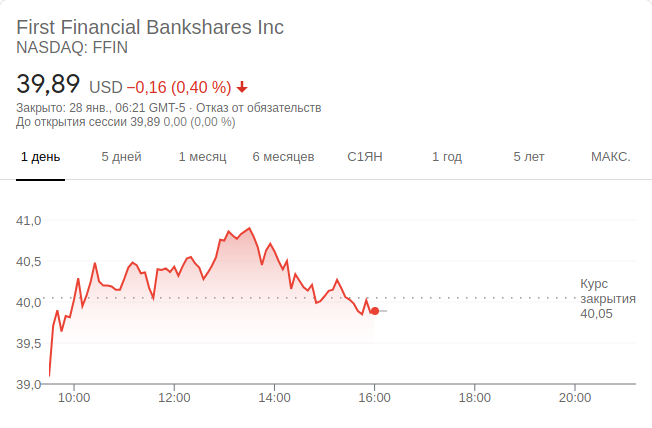 First Financial Bankshares Inc
NASDAQ: FFIN
39,89 USD −0,16 (0,40 %)
Закрыто: 28 янв., 06:21 GMT-5 · Отказ от обязательств
До открытия сессии 39,89 0,00 (0,00 %)
1 день 5 дней 1 месяц 6 месяцев С1ЯН 1 год 5 лет МАКС.
41,0
40,5
40,0
39,5
39,0
Курс
закрытия
40,05
10:00 12:00 14:00 16:00 18:00 20:00